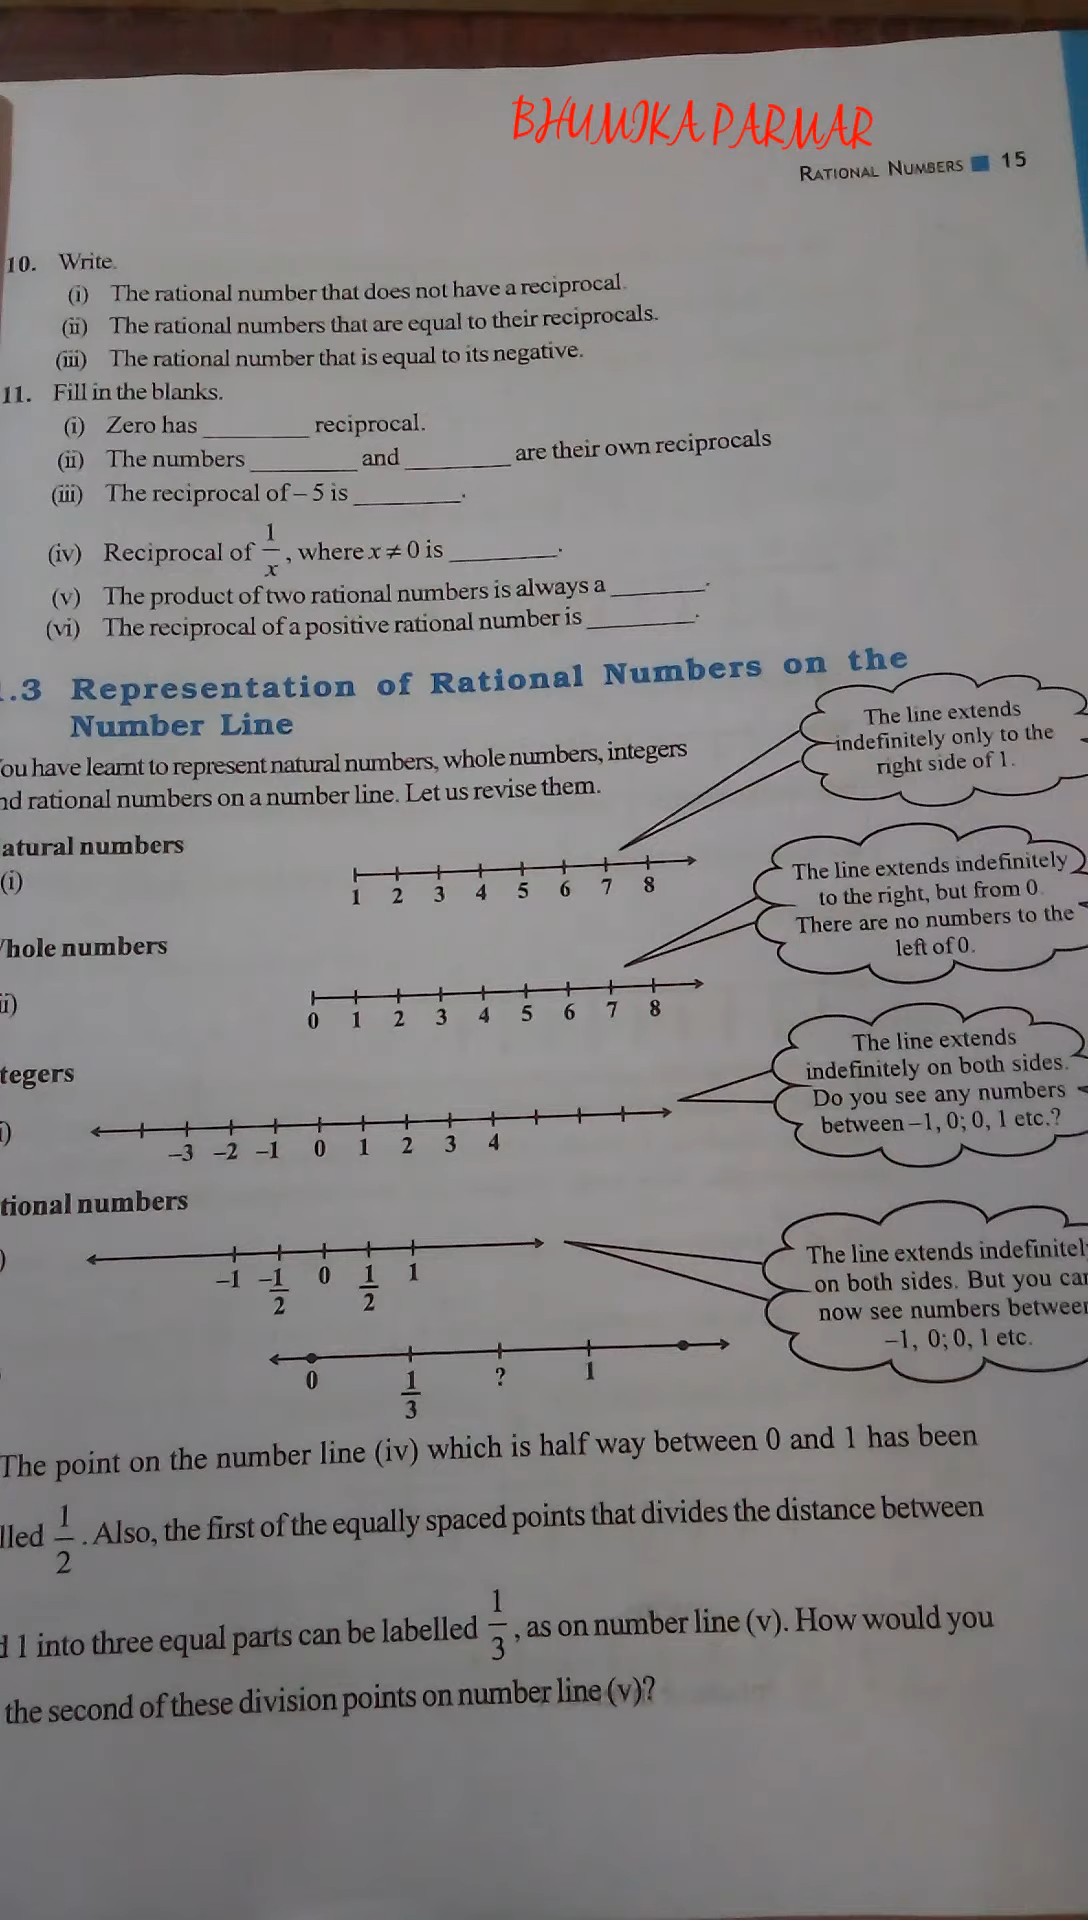 BHUMIKA PARMAR
RATIONAL NUMBERS 15
10. Write.
(i) The rational number that does not have a reciprocal.
(ii) The rational numbers that are equal to their reciprocals.
(iii) The rational number that is equal to its negative.
11. Fill in the blanks.
(i) Zero has ________ reciprocal.
(ii) The numbers ________ and ________ are their own reciprocals
(iii) The reciprocal of – 5 is ________.
(iv) Reciprocal of 1/x, where x ≠ 0 is ________.
(v) The product of two rational numbers is always a ________.
(vi) The reciprocal of a positive rational number is ________.
.3 Representation of Rational Numbers on the
Number Line
ou have learnt to represent natural numbers, whole numbers, integers
nd rational numbers on a number line. Let us revise them.
The line extends
indefinitely only to the
right side of 1.
atural numbers
(i)
1 2 3 4 5 6 7 8
The line extends indefinitely
to the right, but from 0.
There are no numbers to the
left of 0.
hole numbers
ii)
0 1 2 3 4 5 6 7 8
The line extends
indefinitely on both sides.
Do you see any numbers
between –1, 0; 0, 1 etc.?
tegers
i)
–3 –2 –1 0 1 2 3 4
tional numbers
)
–1 –1/2 0 1/2 1
The line extends indefinitel
on both sides. But you can
now see numbers between
–1, 0; 0, 1 etc.
0 1/3 ? 1
The point on the number line (iv) which is half way between 0 and 1 has been
lled 1/2. Also, the first of the equally spaced points that divides the distance between
d 1 into three equal parts can be labelled 1/3, as on number line (v). How would you
the second of these division points on number line (v)?